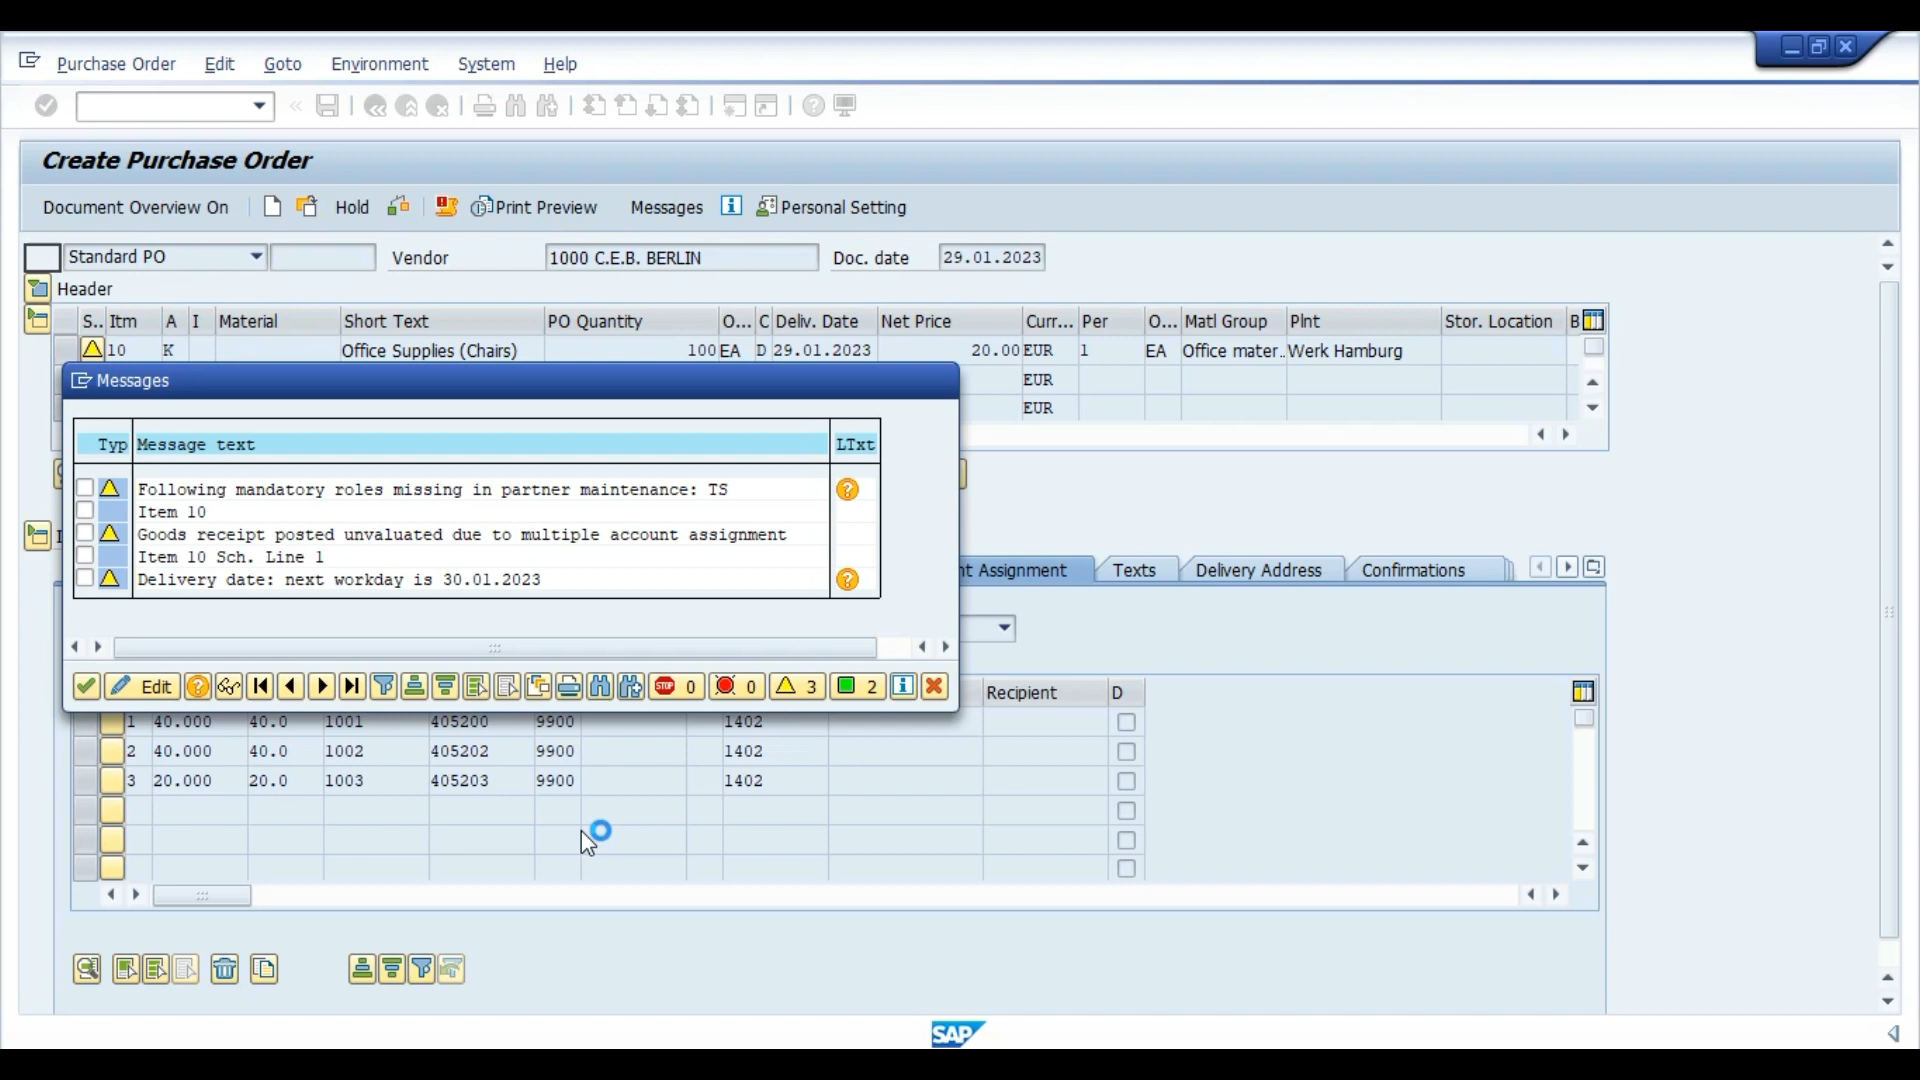 Purchase Order Edit Goto Environment System Help
Create Purchase Order
Document Overview On Hold Print Preview Messages Personal Setting
Standard PO Vendor 1000 C.E.B. BERLIN Doc. date 29.01.2023
Header
S.. Itm A I Material Short Text PO Quantity O... C Deliv. Date Net Price Curr... Per O... Matl Group Plnt Stor. Location B
10 K Office Supplies (Chairs) 100 EA D 29.01.2023 20.00 EUR 1 EA Office mater.. Werk Hamburg
EUR
EUR
Messages
Typ Message text LTxt
Following mandatory roles missing in partner maintenance: TS
Item 10
Goods receipt posted unvaluated due to multiple account assignment
Item 10 Sch. Line 1
Delivery date: next workday is 30.01.2023
Edit STOP 0 0 3 2
nt Assignment Texts Delivery Address Confirmations
Recipient D
1 40.000 40.0 1001 405200 9900 1402
2 40.000 40.0 1002 405202 9900 1402
3 20.000 20.0 1003 405203 9900 1402
SAP